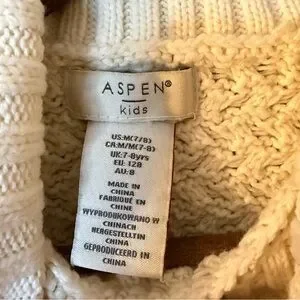 ASPEN®
kids
US:M(7/8)
CA:M/M(7-8)
UK:7-8yrs
EU: 128
AU: 8
MADE IN
CHINA
FABRIQUÉ EN
CHINE
WYPRODUKOWANO W
CHINACH
HERGESTELLT IN
CHINA
GEPRODUCEERD IN
CHINA